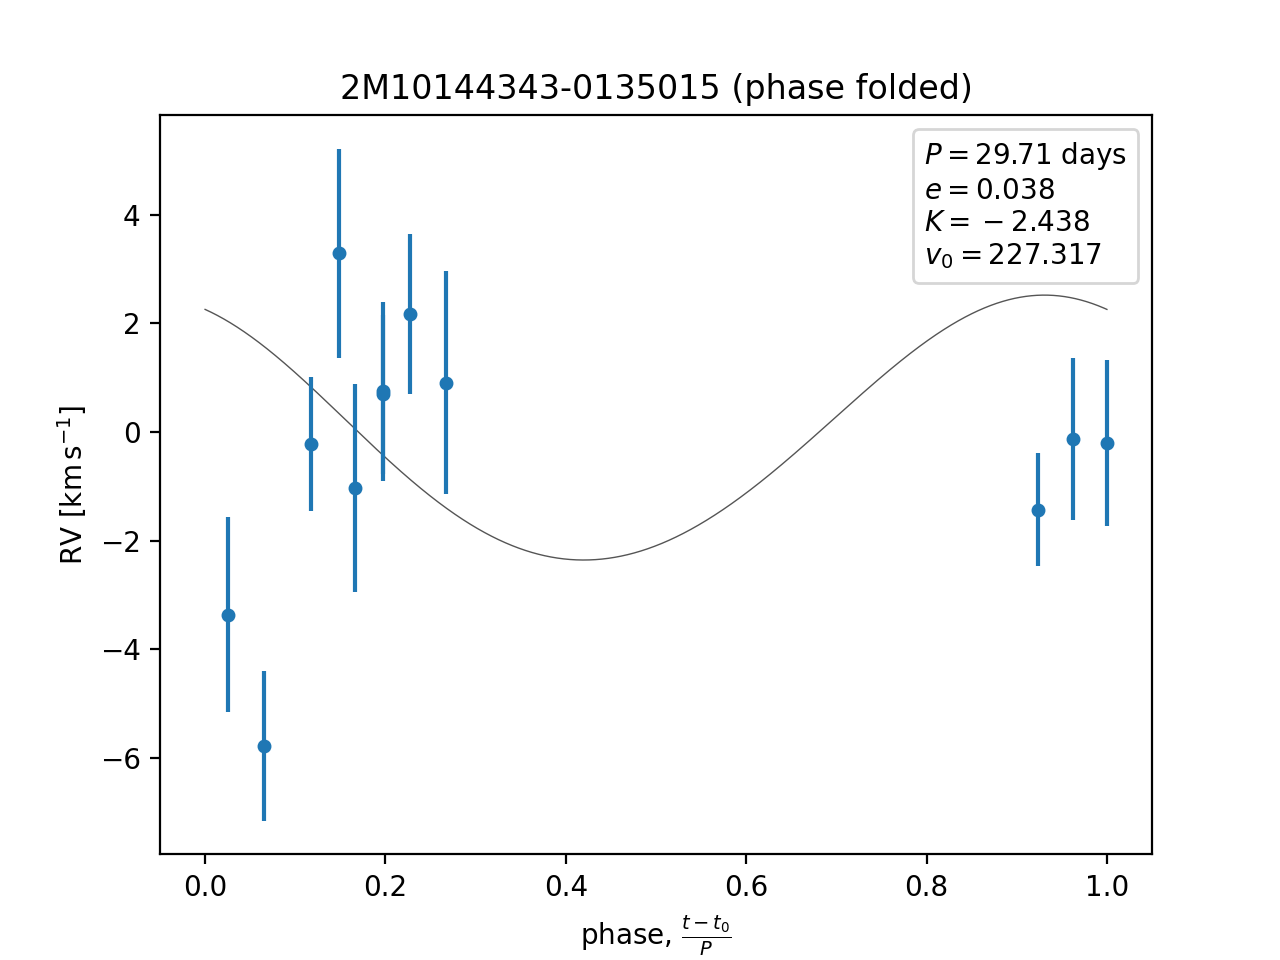 2M10144343-0135015 (phase folded)
P = 29.71 days
e = 0.038
K = − 2.438
v₀ = 227.317
4
2
0
−2
−4
−6
RV [km s⁻¹]
0.0 0.2 0.4 0.6 0.8 1.0
phase, (t − t₀)/P